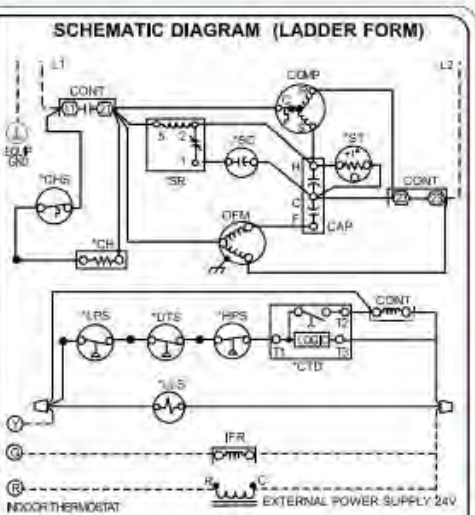 SCHEMATIC DIAGRAM (LADDER FORM)
L1
L2
CONT
COMP
11
21
EQUIP
GND
R
C
S
5
2
1
*SR
*SC
*ST
H
C
F
CAP
CONT
23
23
*CHS
*CH
OFM
*LPS
*DTS
*HPS
CONT
T2
T1
LOGIC
T3
*CTD
Y
G
IFR
R
R
C
INDOOR THERMOSTAT
EXTERNAL POWER SUPPLY 24V